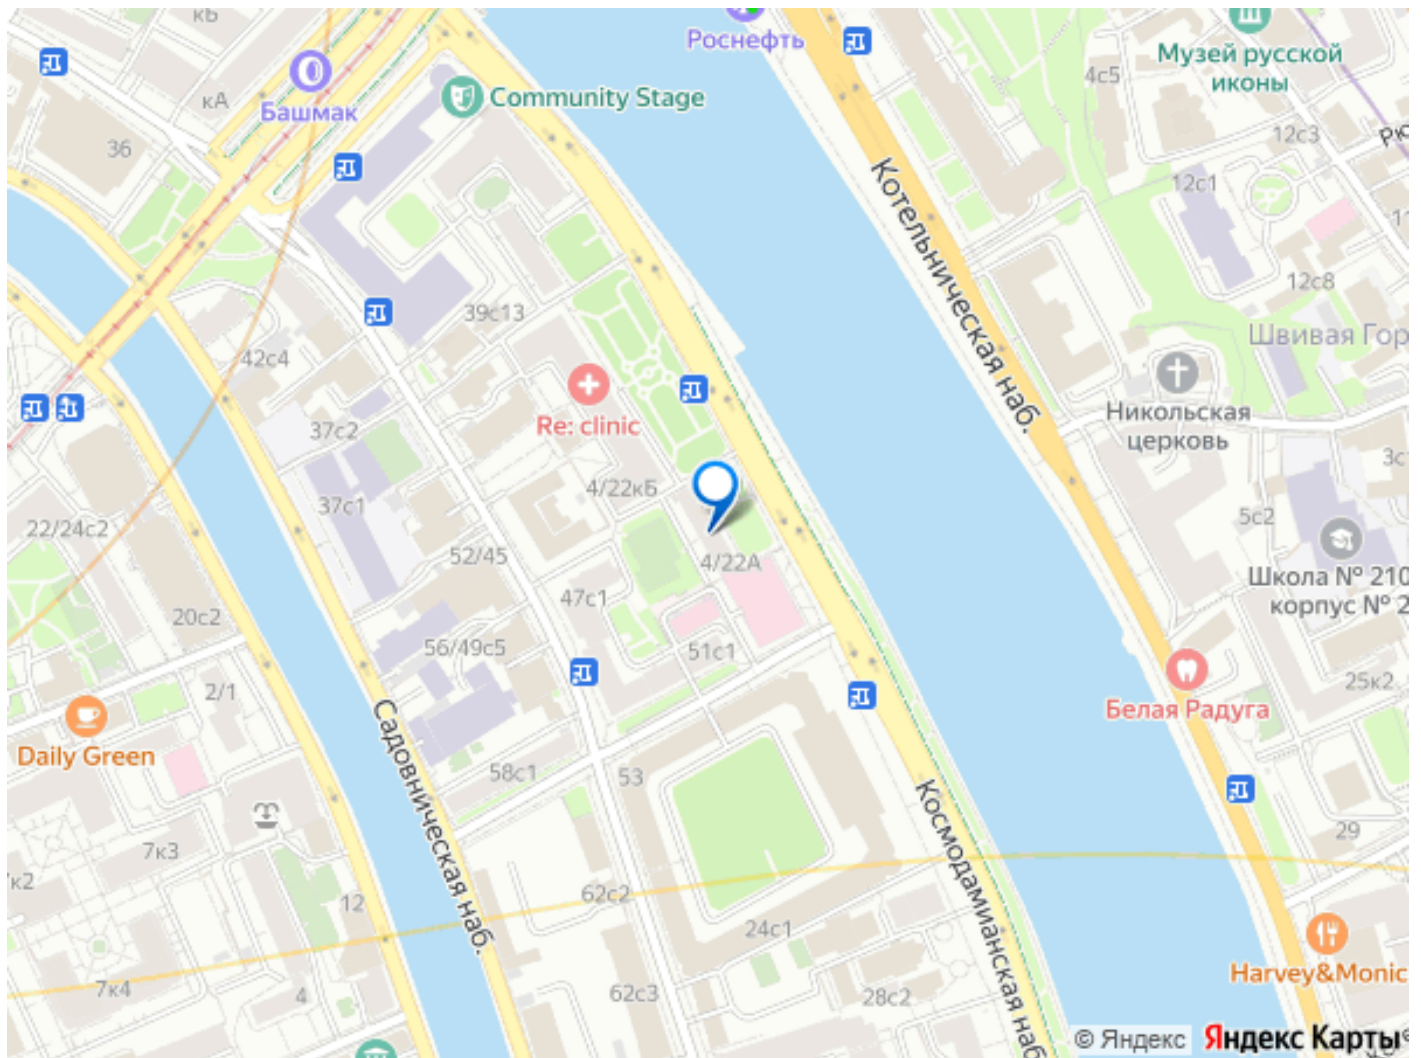 кБ
Роснефть
Музей русской
иконы
4с5
кА
Башмак
Community Stage
36
12с3
12с1
Котельническая наб.
12с8
39с13
Швивая Гор
42с4
Никольская
церковь
Re: clinic
37с2
4/22кБ
37с1
22/24с2
5с2
52/45
4/22А
Школа № 210
корпус № 2
47с1
20с2
56/49с5
51с1
2/1
25к2
Белая Радуга
Садовническая наб.
Daily Green
58с1
53
Космодамианская наб
29
7к3
к2
62с2
12
24с1
Harvey&Monic
7к4
4
62с3
28с2
© Яндекс Яндекс Карты